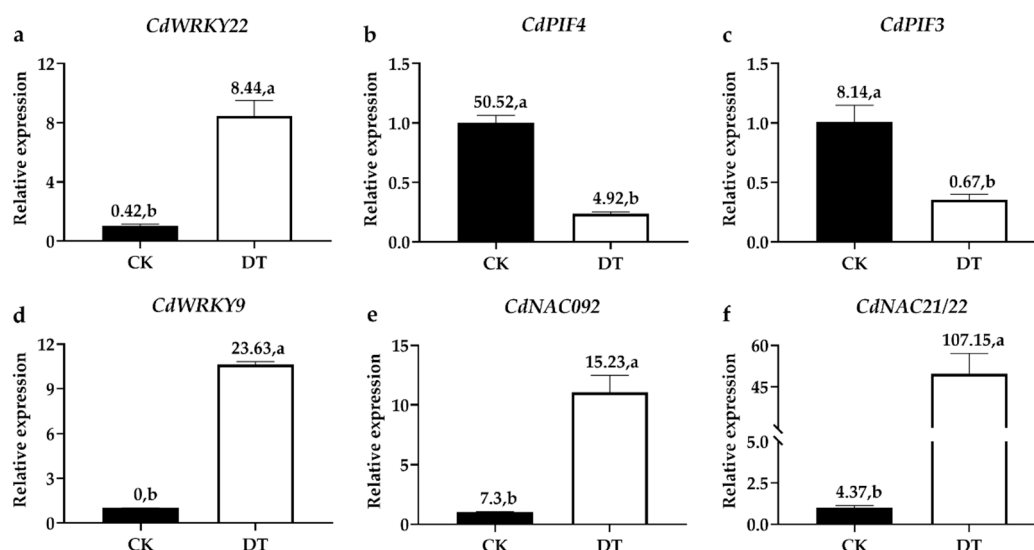 a
CdWRKY22
Relative expression
12
8
4
0
0.42,b
8.44,a
CK
DT
b
CdPIF4
Relative expression
1.5
1.0
0.5
0.0
50.52,a
4.92,b
CK
DT
c
CdPIF3
Relative expression
1.5
1.0
0.5
0.0
8.14,a
0.67,b
CK
DT
d
CdWRKY9
Relative expression
12
9
6
3
0
0,b
23.63,a
CK
DT
e
CdNAC092
Relative expression
15
10
5
0
7.3,b
15.23,a
CK
DT
f
CdNAC21/22
Relative expression
60
45
5.0
2.5
0.0
4.37,b
107.15,a
CK
DT